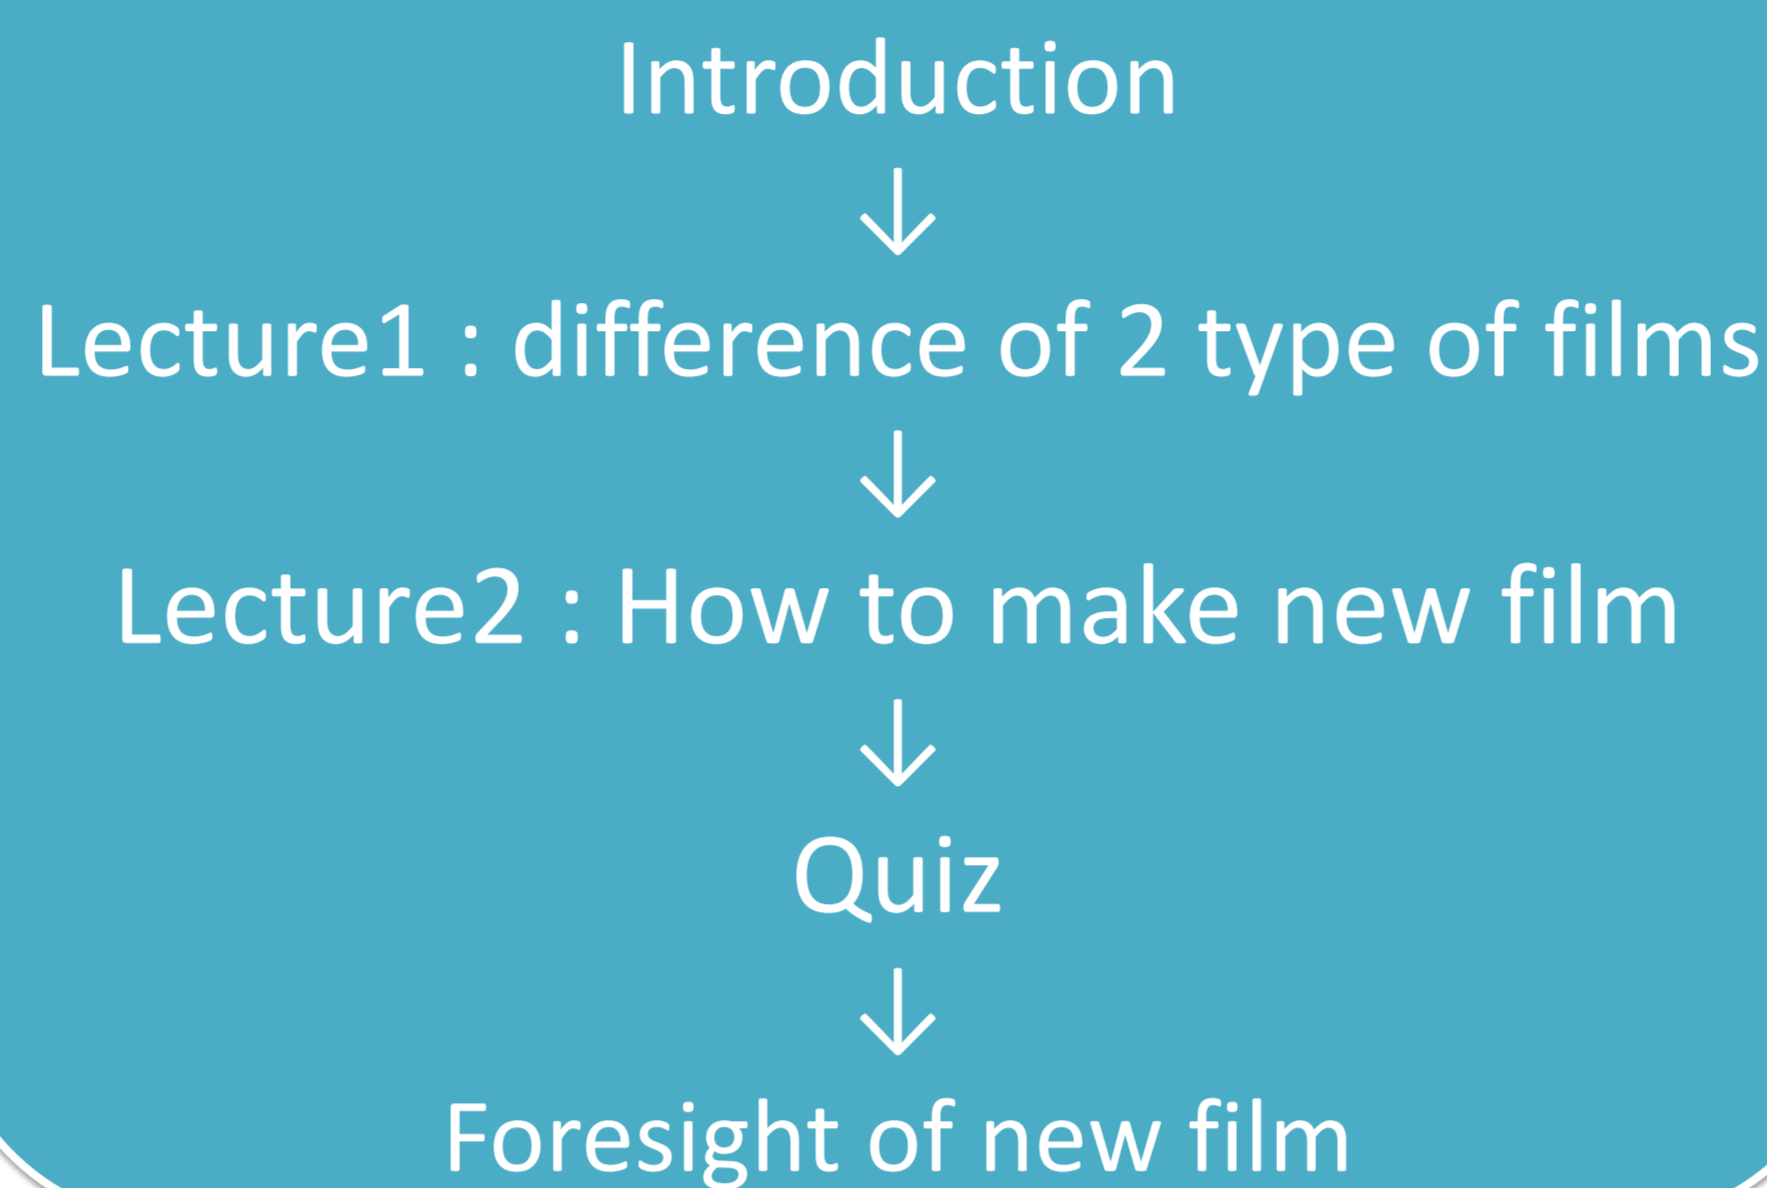 Introduction
↓
Lecture1 : difference of 2 type of films
↓
Lecture2 : How to make new film
↓
Quiz
↓
Foresight of new film